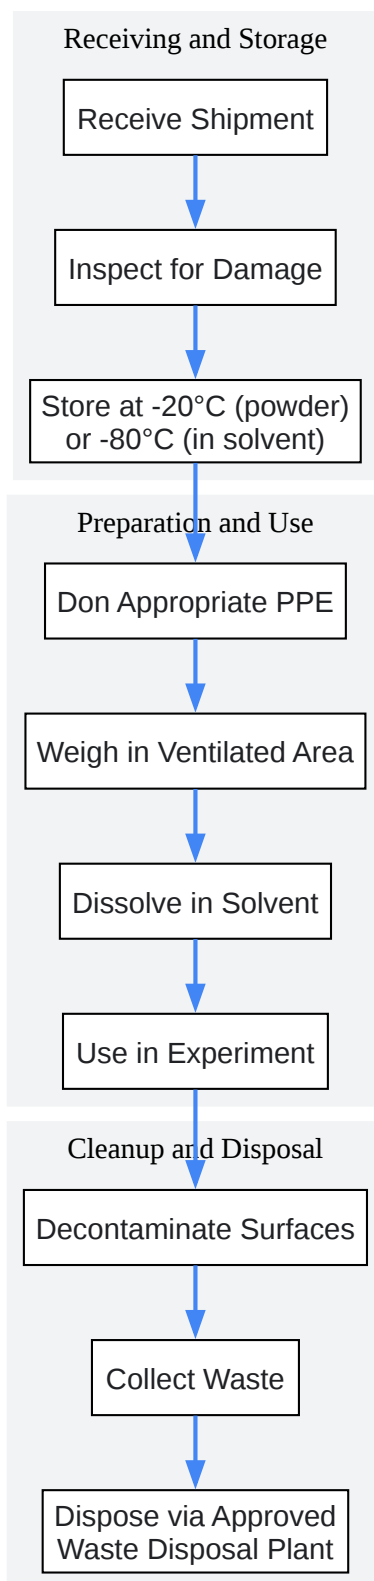 Receiving and Storage
Receive Shipment
Inspect for Damage
Store at -20°C (powder)
or -80°C (in solvent)
Preparation and Use
Don Appropriate PPE
Weigh in Ventilated Area
Dissolve in Solvent
Use in Experiment
Cleanup and Disposal
Decontaminate Surfaces
Collect Waste
Dispose via Approved
Waste Disposal Plant